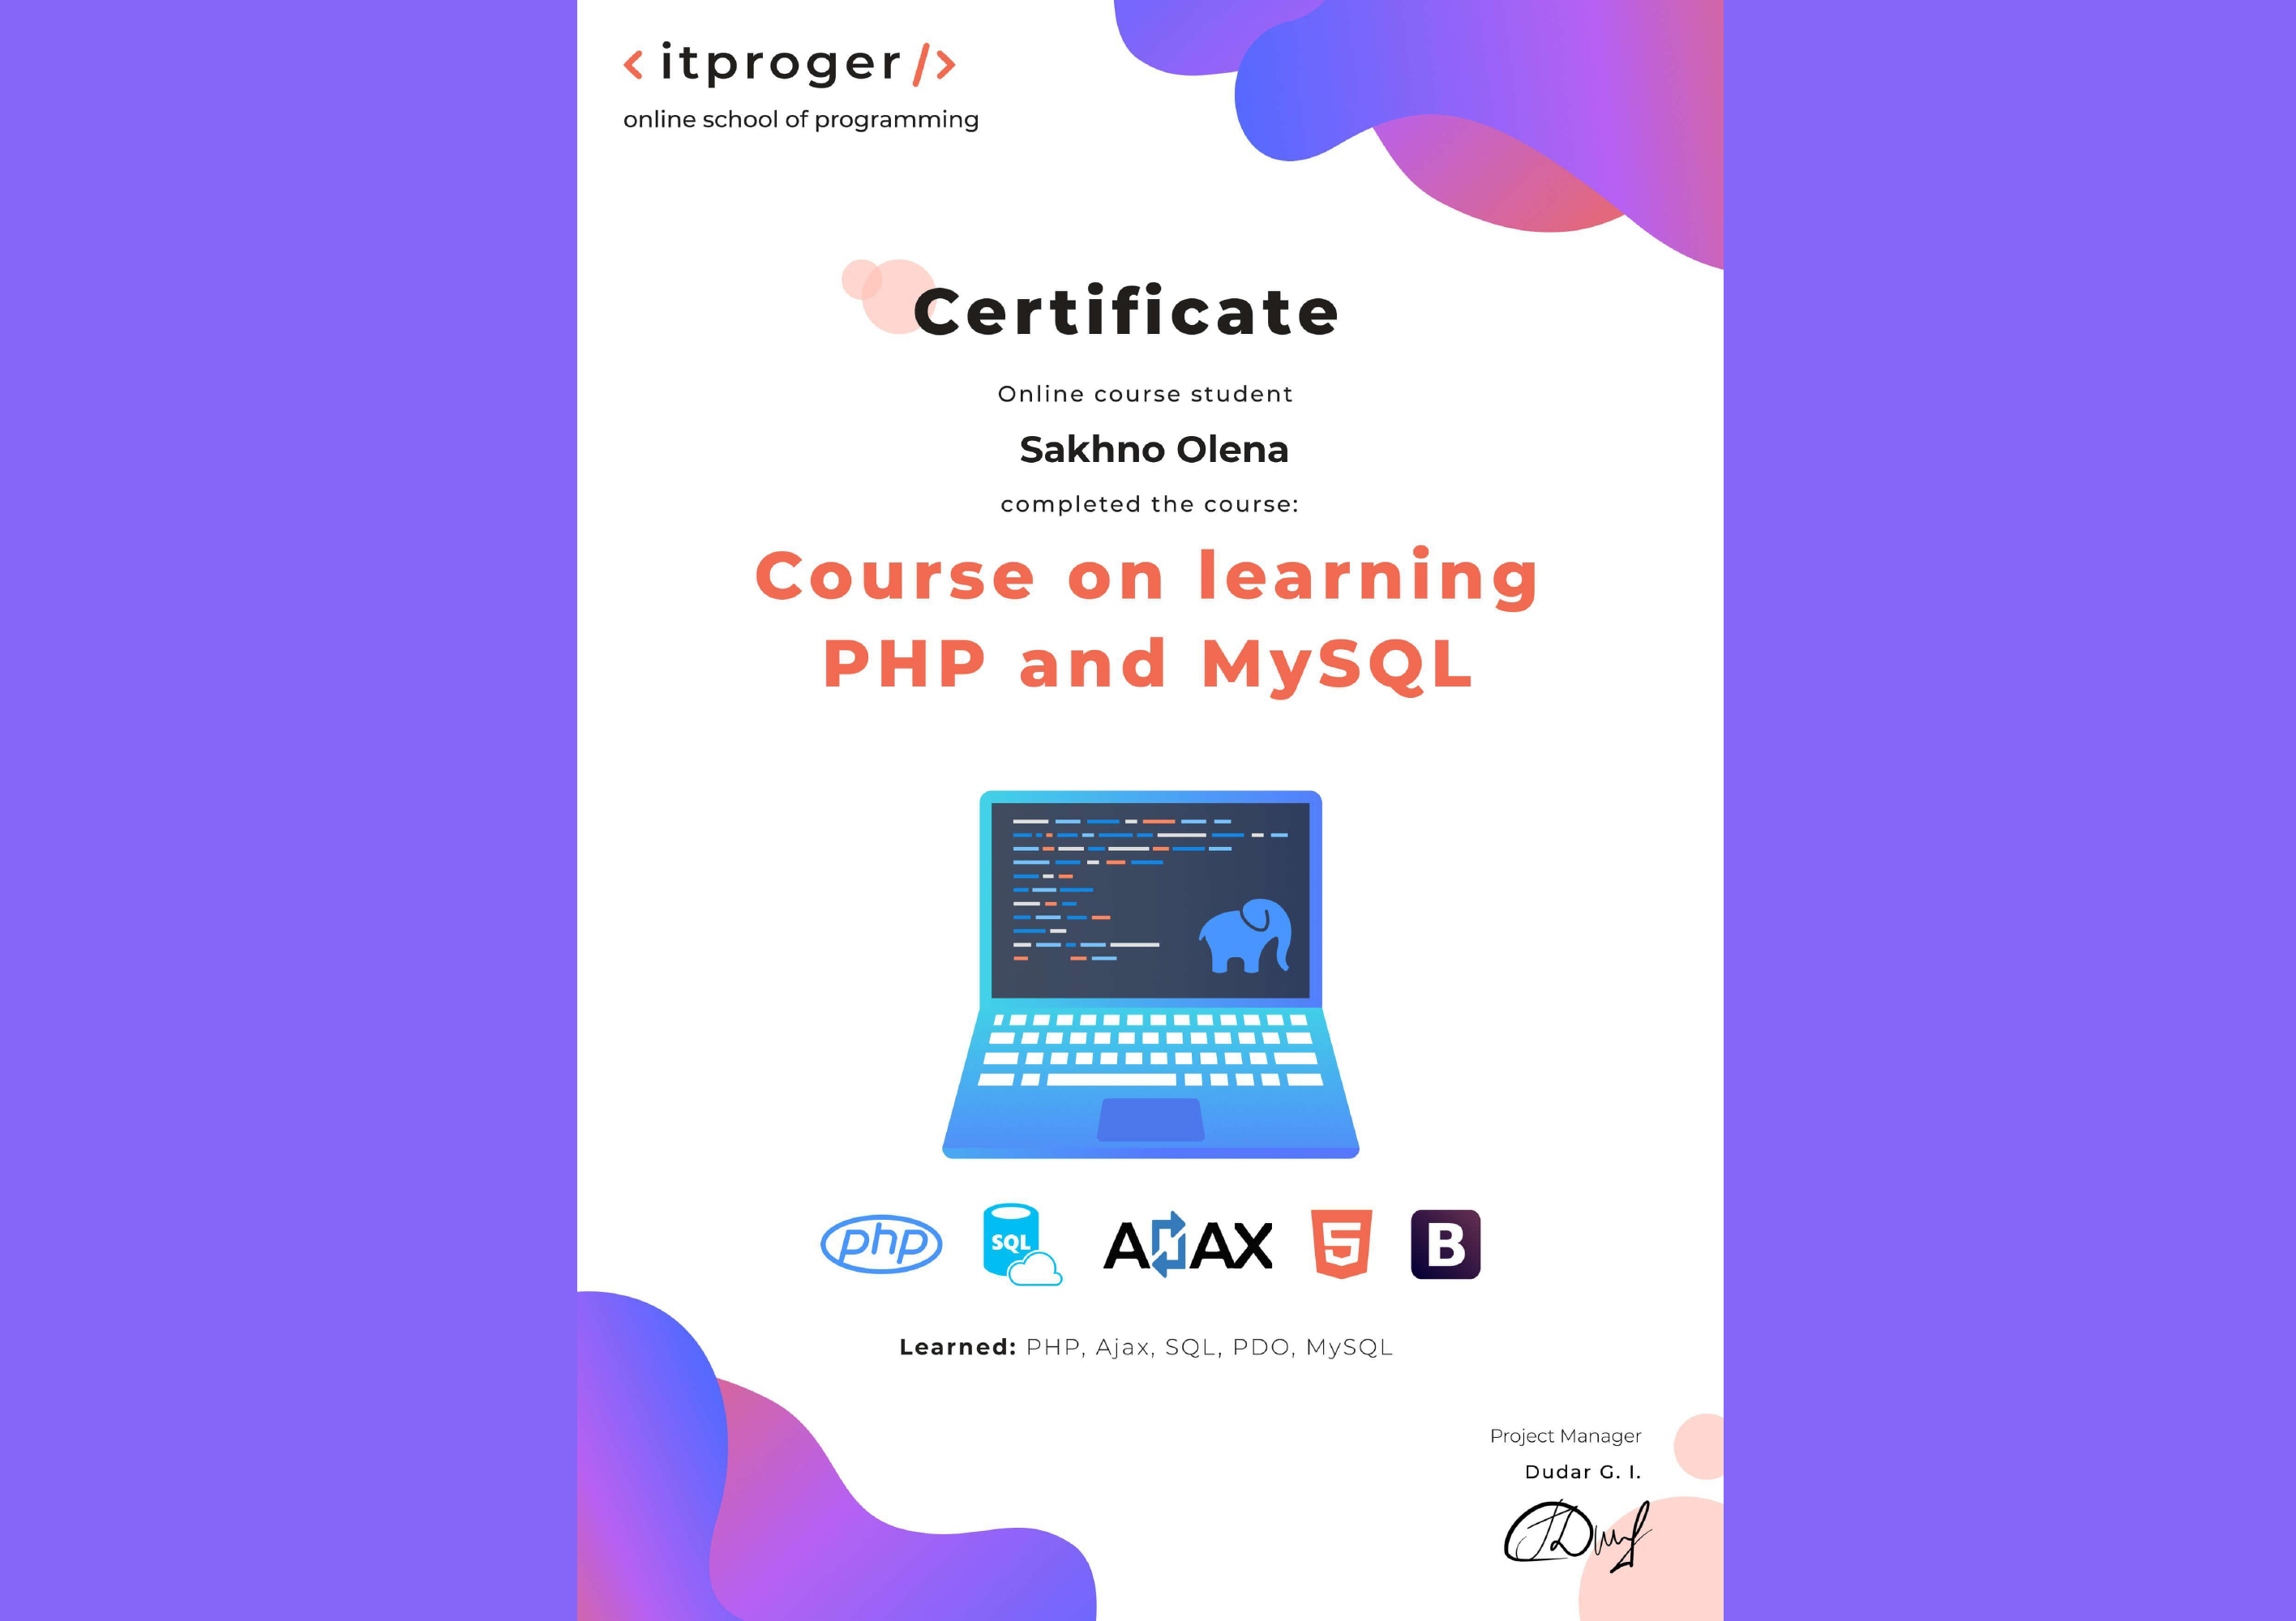 < itproger />
online school of programming
Certificate
Online course student
Sakhno Olena
completed the course:
Course on learning
PHP and MySQL
php
SQL
AJAX
5
B
Learned: PHP, Ajax, SQL, PDO, MySQL
Project Manager
Dudar G. I.